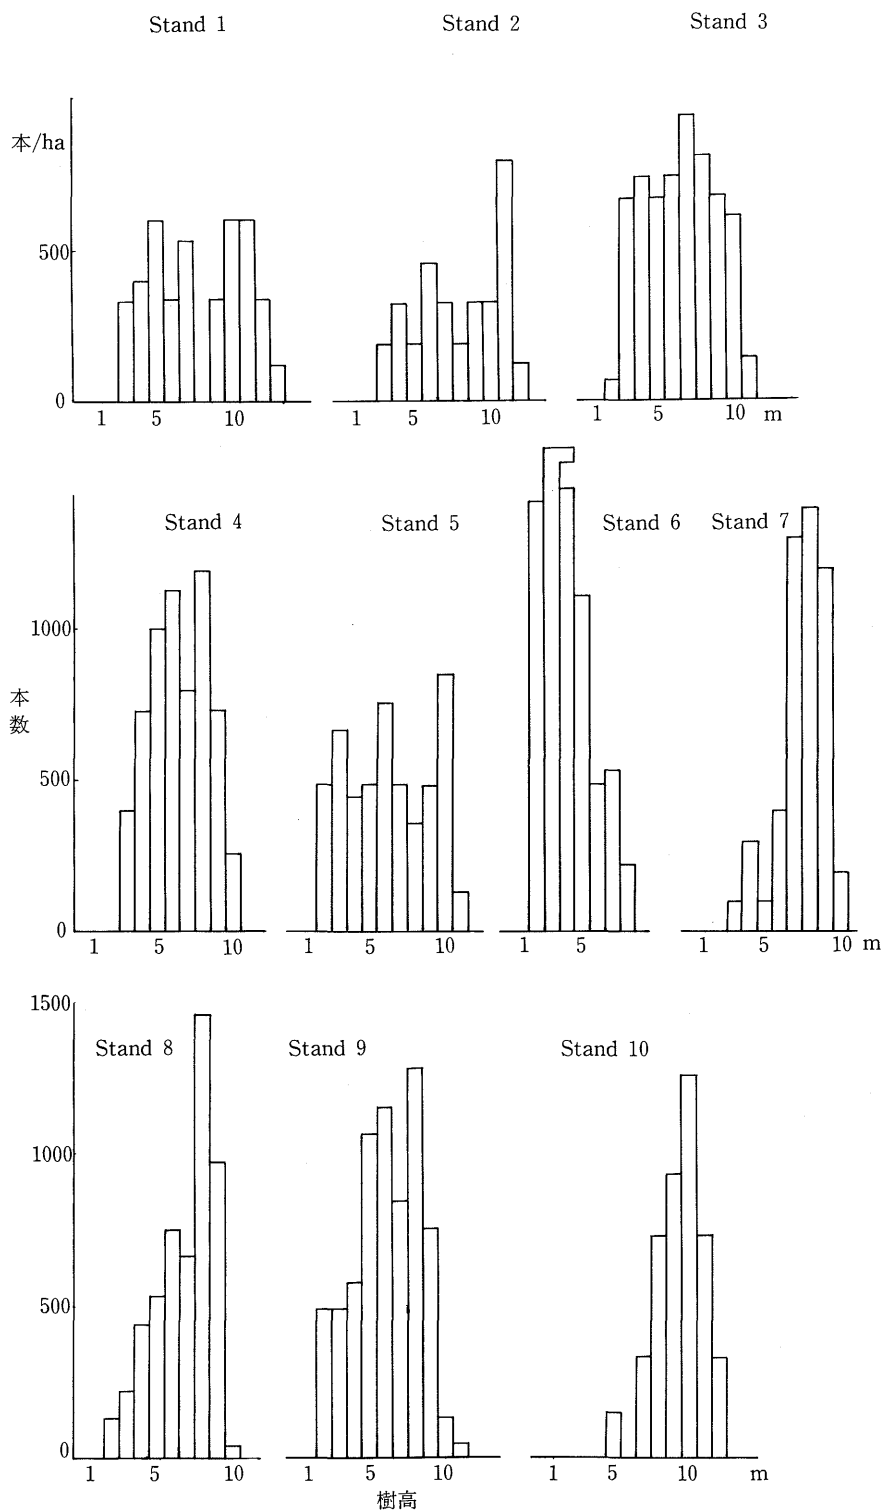 Stand 1 Stand 2 Stand 3
本/ha
500
0
1 5 10 1 5 10 1 5 10 m
Stand 4 Stand 5 Stand 6 Stand 7
1000
本数
500
0
1 5 10 1 5 10 1 5 1 5 10 m
1500
Stand 8 Stand 9 Stand 10
1000
500
0
1 5 10 1 5 10 1 5 10 m
樹高